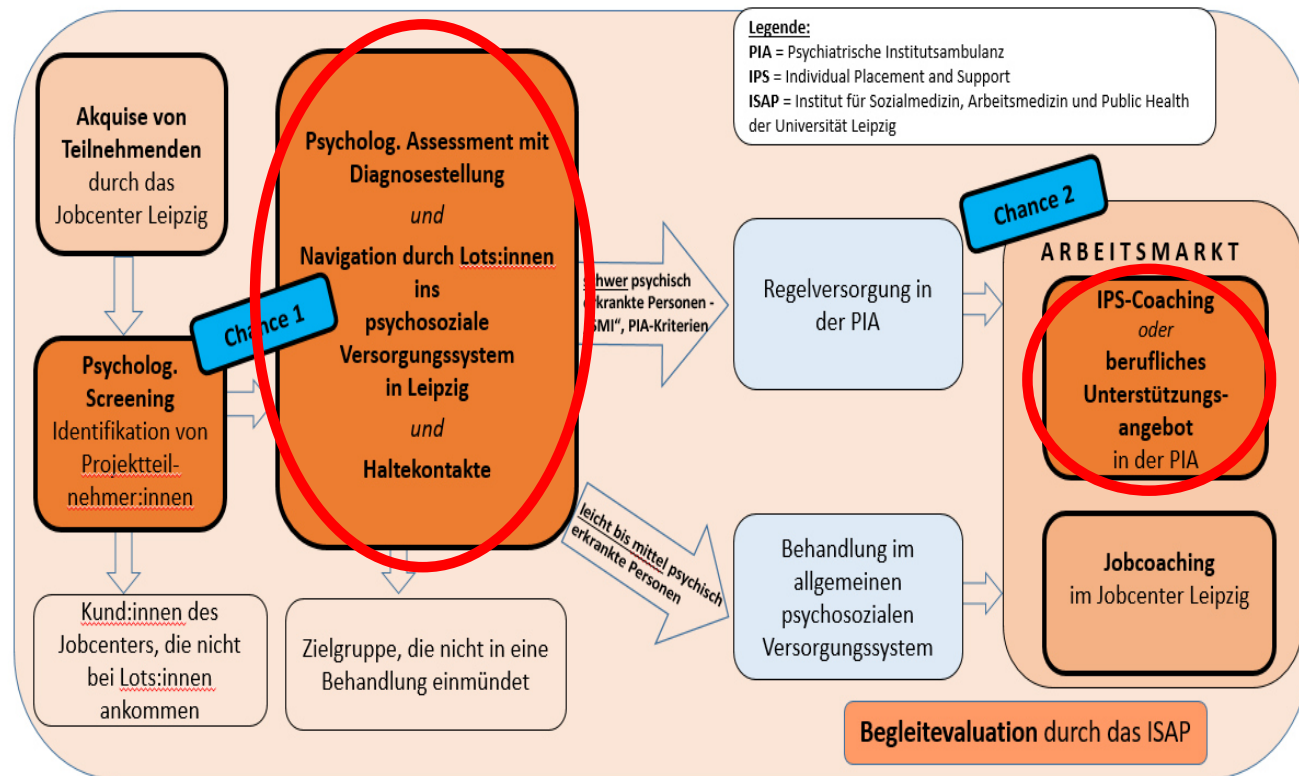 Legende:
PIA = Psychiatrische Institutsambulanz
IPS = Individual Placement and Support
ISAP = Institut für Sozialmedizin, Arbeitsmedizin und Public Health
der Universität Leipzig
Akquise von
Teilnehmenden
durch das
Jobcenter Leipzig
Chance 1
Psycholog.
Screening
Identifikation von
Projektteil-
nehmer:innen
Kund:innen des
Jobcenters, die nicht
bei Lots:innen
ankommen
Psycholog. Assessment mit
Diagnosestellung
und
Navigation durch Lots:innen
ins
psychosoziale
Versorgungssystem
in Leipzig
und
Haltekontakte
Zielgruppe, die nicht in eine
Behandlung einmündet
schwer psychisch
erkrankte Personen -
SMI“, PIA-Kriterien
leicht bis mittel psychisch
erkrankte Personen
Regelversorgung in
der PIA
Behandlung im
allgemeinen
psychosozialen
Versorgungssystem
Chance 2
ARBEITSMARKT
IPS-Coaching
oder
berufliches
Unterstützungs-
angebot
in der PIA
Jobcoaching
im Jobcenter Leipzig
Begleitevaluation durch das ISAP